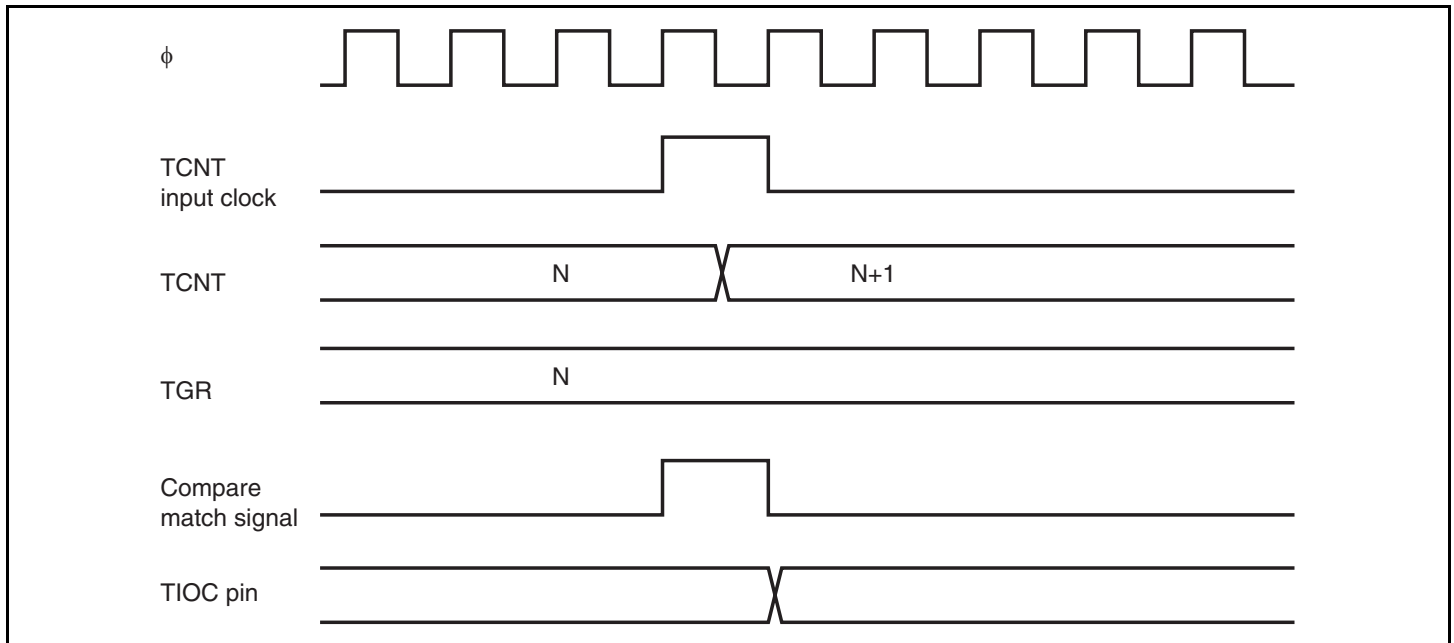 ϕ
TCNT
input clock
TCNT
N
N+1
TGR
N
Compare
match signal
TIOC pin